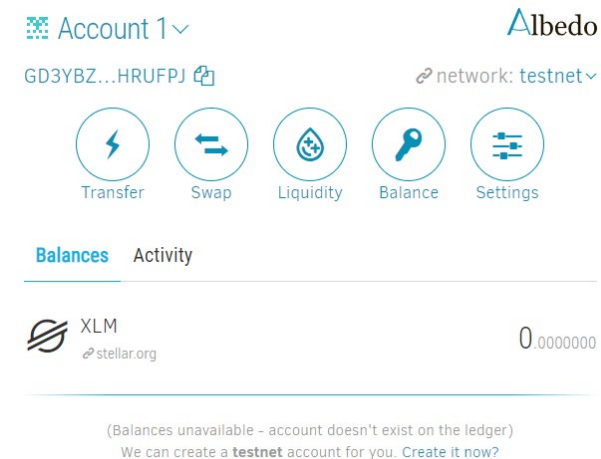 Account 1
Albedo
GD3YBZ...HRUFPJ
network: testnet
Transfer Swap Liquidity Balance Settings
Balances Activity
XLM
stellar.org
0.0000000
(Balances unavailable - account doesn't exist on the ledger)
We can create a testnet account for you. Create it now?